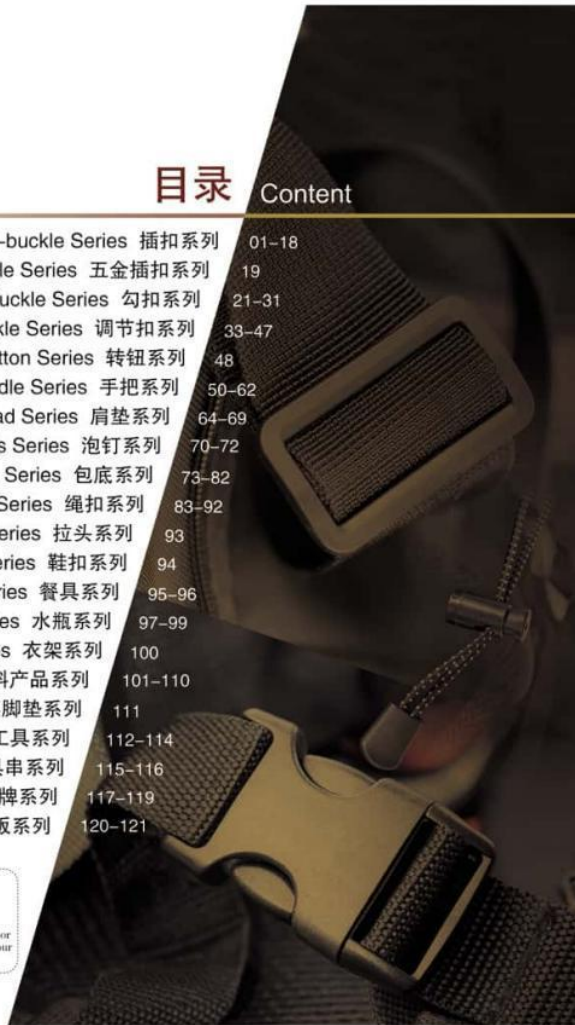 目录 Content
-buckle Series 插扣系列 01-18
le Series 五金插扣系列 19
uckle Series 勾扣系列 21-31
kle Series 调节扣系列 33-47
tton Series 转钮系列 48
dle Series 手把系列 50-62
ad Series 肩垫系列 64-69
s Series 泡钉系列 70-72
Series 包底系列 73-82
Series 绳扣系列 83-92
eries 拉头系列 93
eries 鞋扣系列 94
ries 餐具系列 95-96
es 水瓶系列 97-99
s 衣架系列 100
料产品系列 101-110
脚垫系列 111
工具系列 112-114
具串系列 115-116
牌系列 117-119
板系列 120-121
or
our